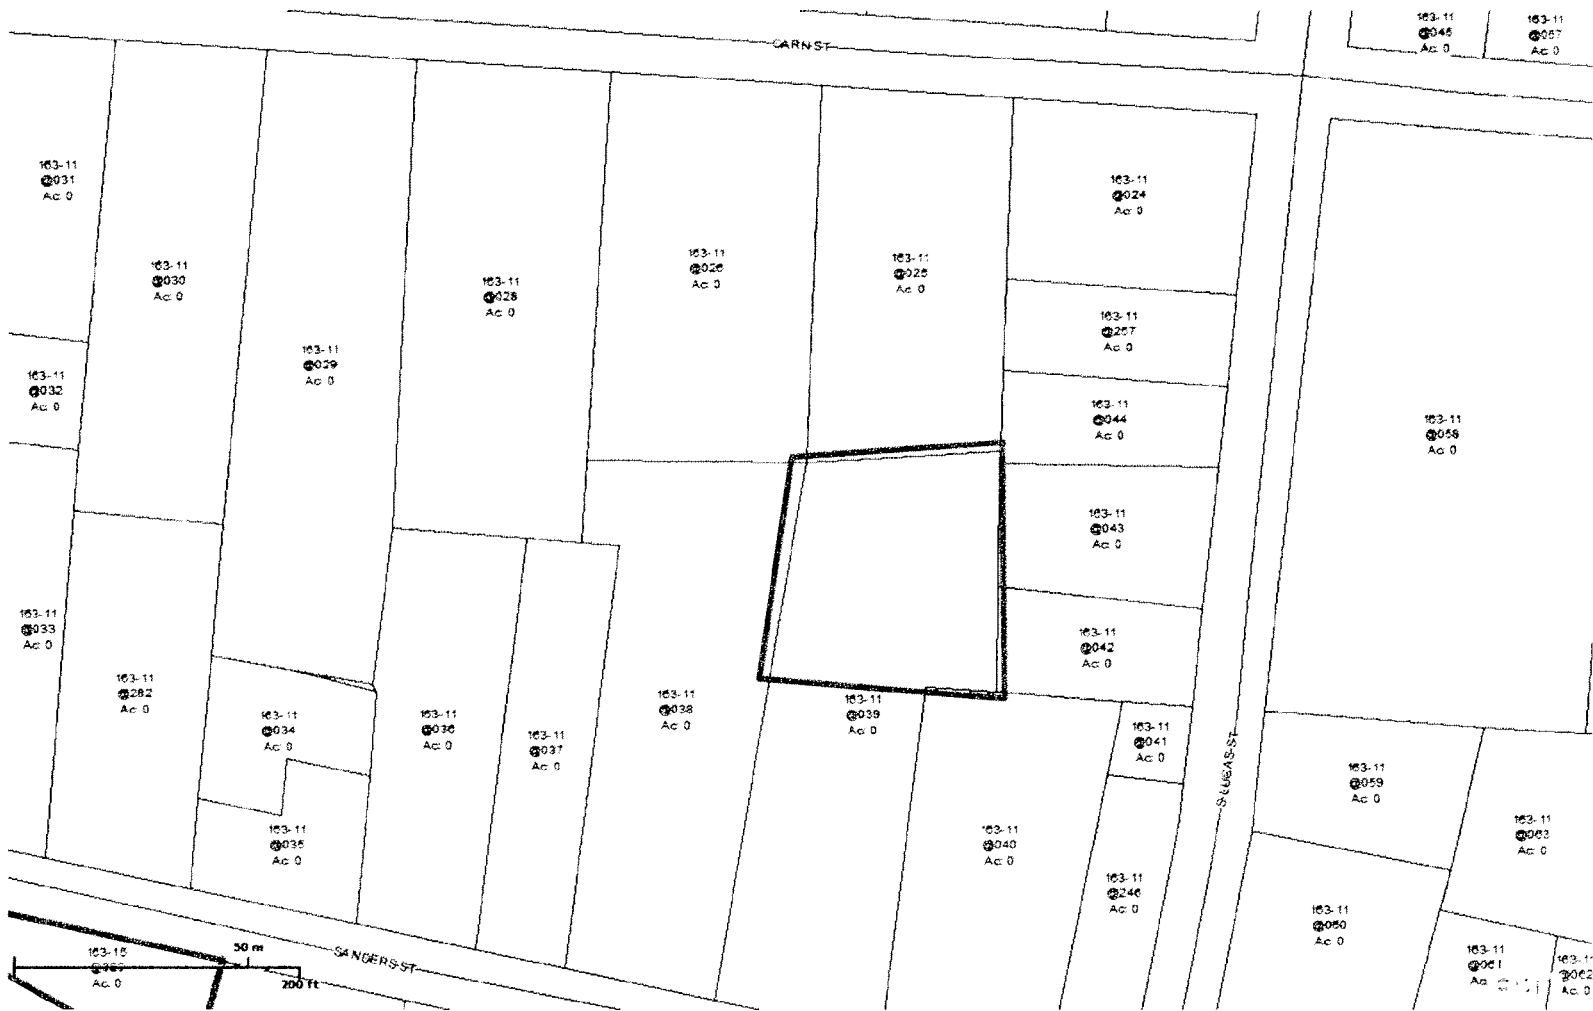 163-11
@045
Ac: 0
163-11
@057
Ac: 0
CARN ST
163-11
@031
Ac: 0
163-11
@024
Ac: 0
163-11
@030
Ac: 0
163-11
@028
Ac: 0
163-11
@026
Ac: 0
163-11
@025
Ac: 0
163-11
@257
Ac: 0
163-11
@029
Ac: 0
163-11
@032
Ac: 0
163-11
@044
Ac: 0
163-11
@058
Ac: 0
163-11
@043
Ac: 0
163-11
@033
Ac: 0
163-11
@042
Ac: 0
163-11
@282
Ac: 0
163-11
@034
Ac: 0
163-11
@036
Ac: 0
163-11
@037
Ac: 0
163-11
@038
Ac: 0
163-11
@039
Ac: 0
163-11
@041
Ac: 0
S LUCAS ST
163-11
@059
Ac: 0
163-11
@063
Ac: 0
163-11
@035
Ac: 0
163-11
@040
Ac: 0
163-11
@246
Ac: 0
163-11
@060
Ac: 0
163-11
@061
Ac:
163-11
@062
Ac: 0
SANDERS ST
163-15
Ac: 0
50 m
200 ft